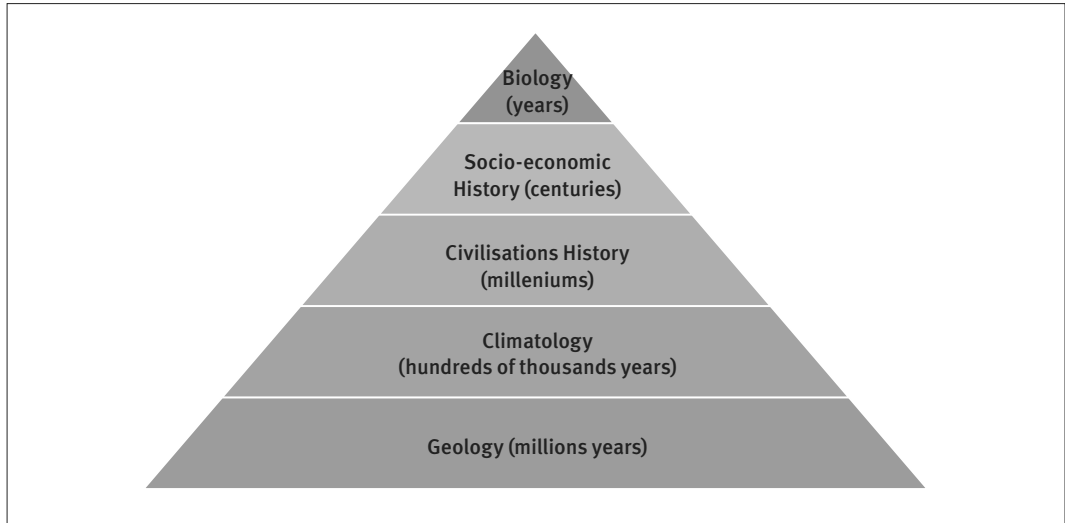 Biology
(years)
Socio-economic
History (centuries)
Civilisations History
(milleniums)
Climatology
(hundreds of thousands years)
Geology (millions years)